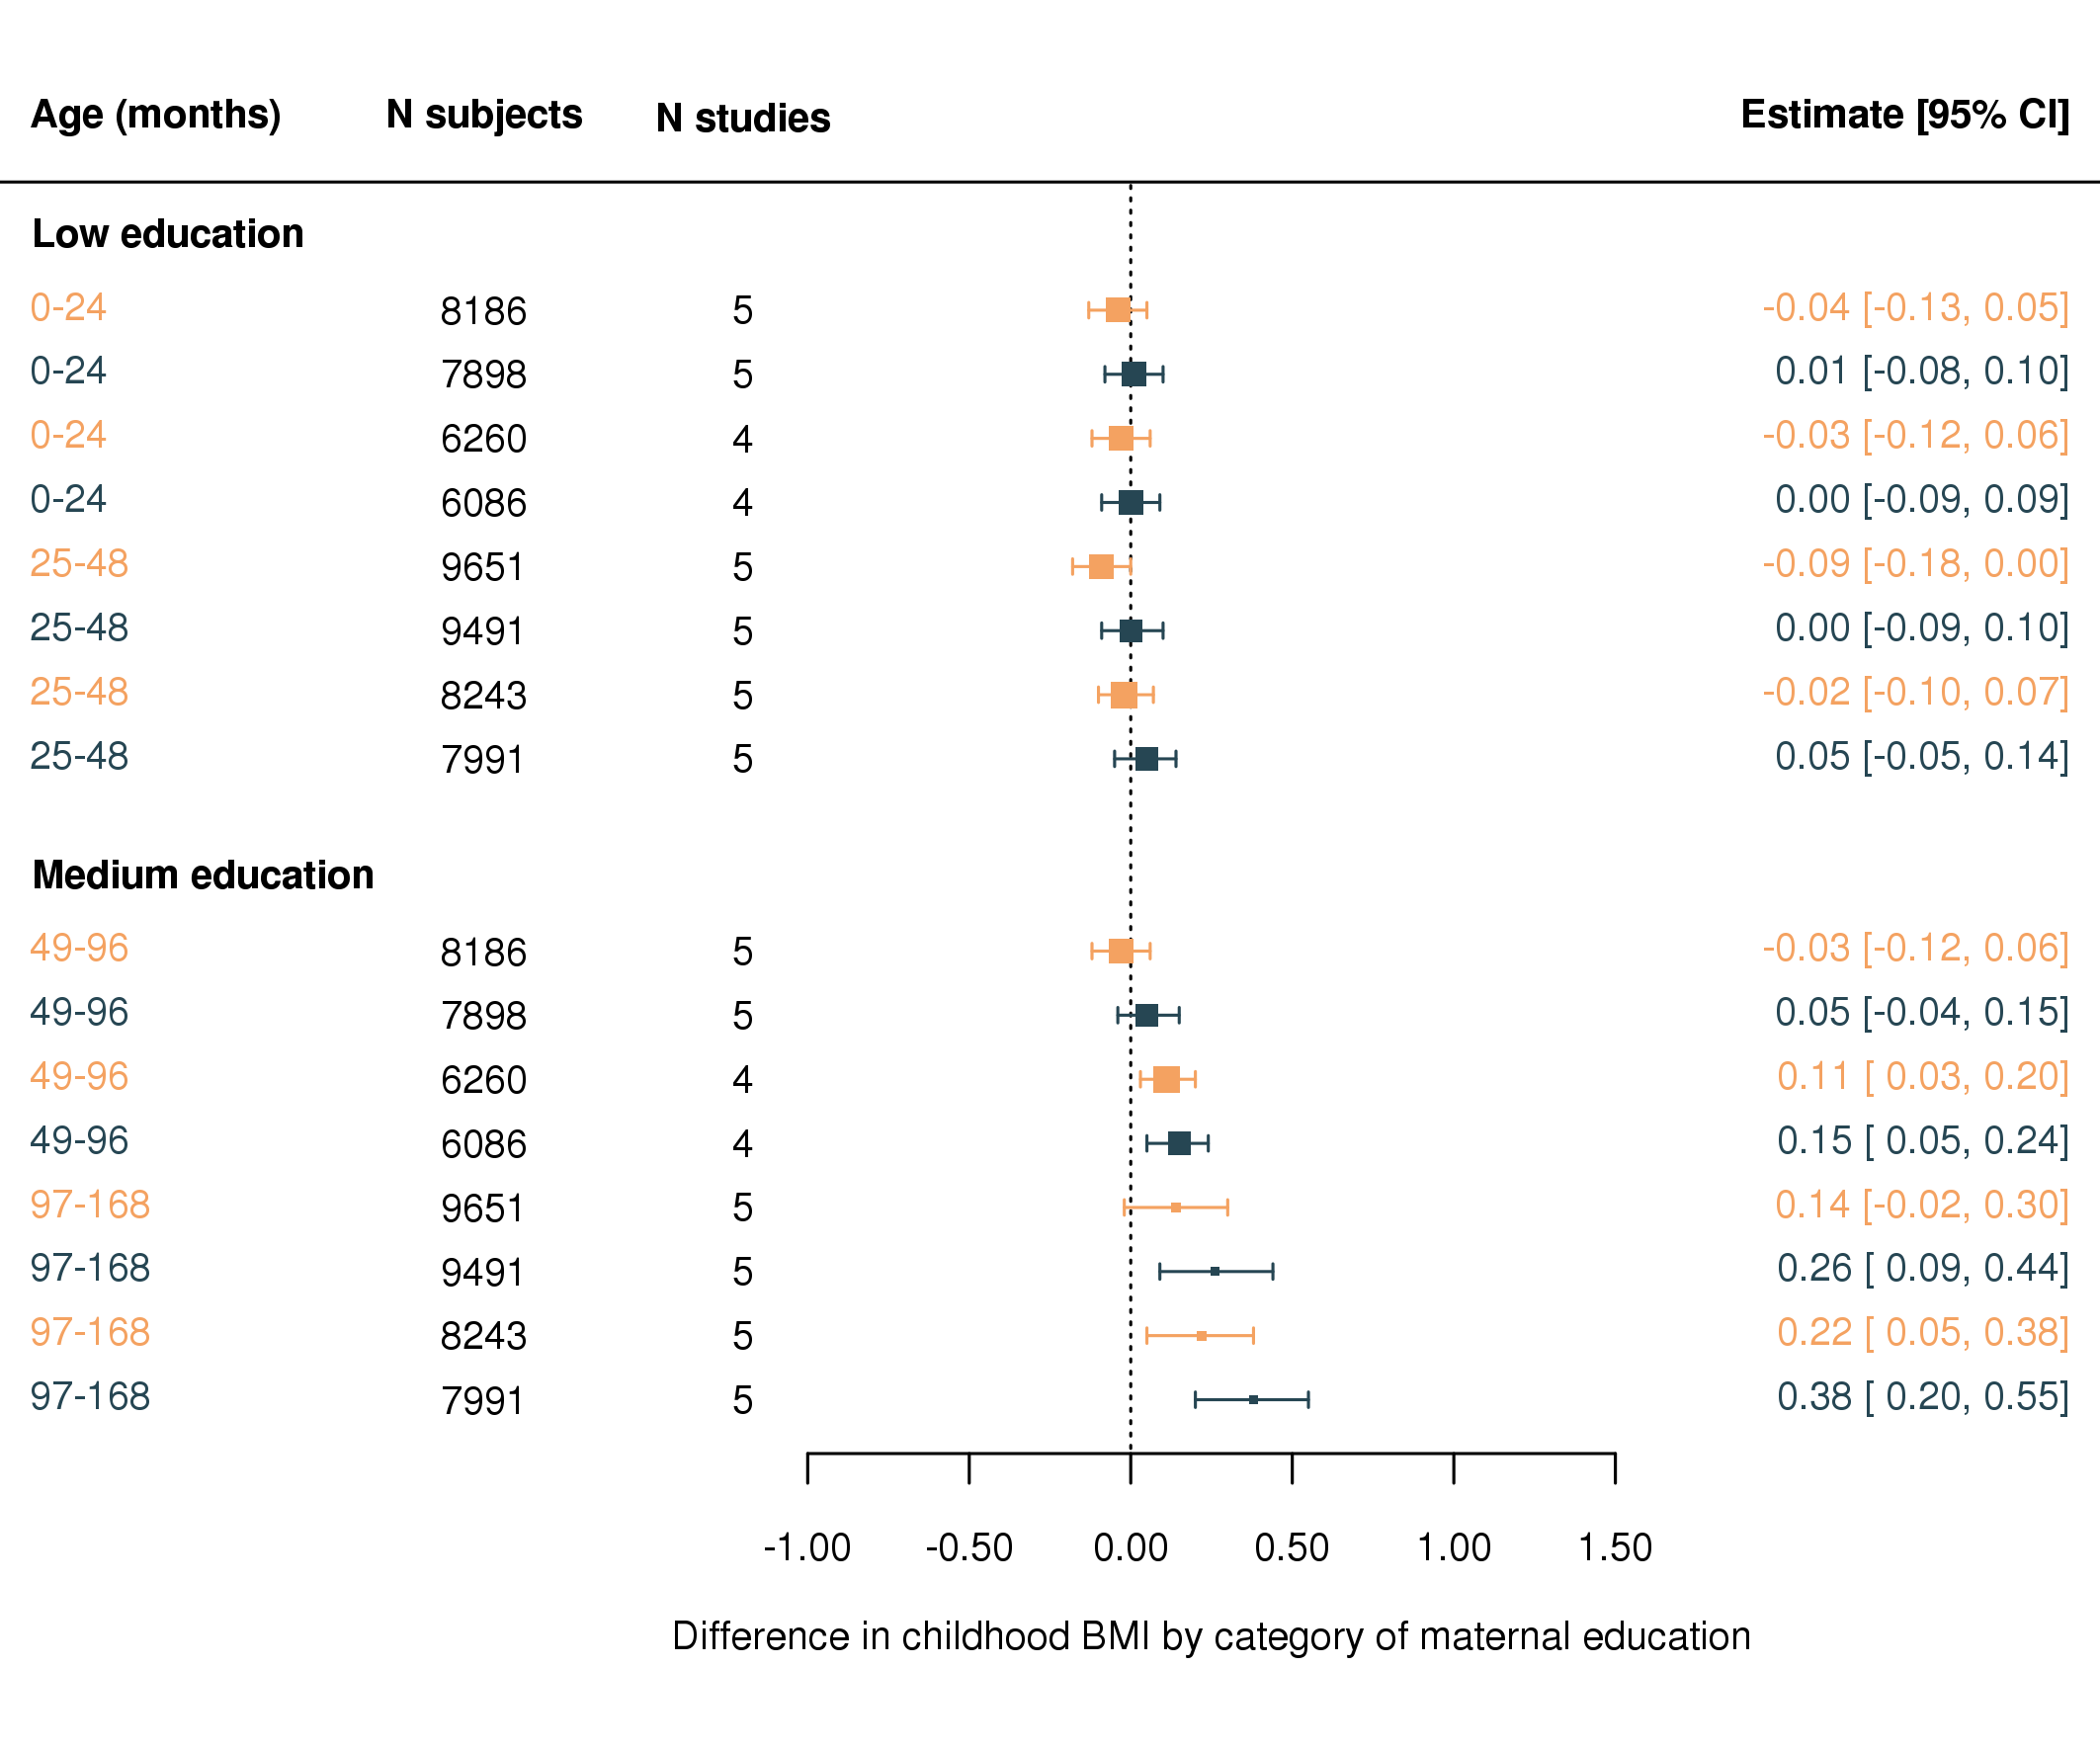 Age (months) N subjects N studies Estimate [95% CI]
Low education
0-24 8186 5 -0.04 [-0.13, 0.05]
0-24 7898 5 0.01 [-0.08, 0.10]
0-24 6260 4 -0.03 [-0.12, 0.06]
0-24 6086 4 0.00 [-0.09, 0.09]
25-48 9651 5 -0.09 [-0.18, 0.00]
25-48 9491 5 0.00 [-0.09, 0.10]
25-48 8243 5 -0.02 [-0.10, 0.07]
25-48 7991 5 0.05 [-0.05, 0.14]
Medium education
49-96 8186 5 -0.03 [-0.12, 0.06]
49-96 7898 5 0.05 [-0.04, 0.15]
49-96 6260 4 0.11 [ 0.03, 0.20]
49-96 6086 4 0.15 [ 0.05, 0.24]
97-168 9651 5 0.14 [-0.02, 0.30]
97-168 9491 5 0.26 [ 0.09, 0.44]
97-168 8243 5 0.22 [ 0.05, 0.38]
97-168 7991 5 0.38 [ 0.20, 0.55]
-1.00 -0.50 0.00 0.50 1.00 1.50
Difference in childhood BMI by category of maternal education